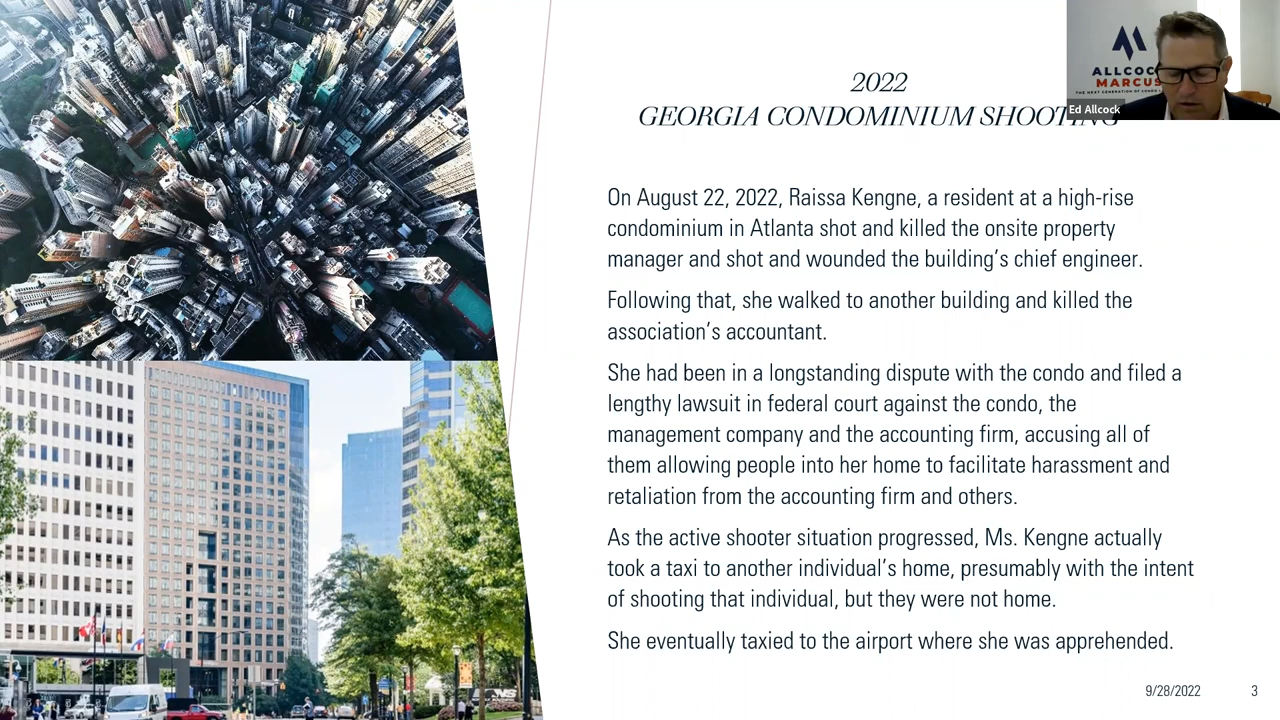 2022
GEORGIA CONDOMINIUM SHOOTING
On August 22, 2022, Raissa Kengne, a resident at a high-rise
condominium in Atlanta shot and killed the onsite property
manager and shot and wounded the building's chief engineer.
Following that, she walked to another building and killed the
association's accountant.
She had been in a longstanding dispute with the condo and filed a
lengthy lawsuit in federal court against the condo, the
management company and the accounting firm, accusing all of
them allowing people into her home to facilitate harassment and
retaliation from the accounting firm and others.
As the active shooter situation progressed, Ms. Kengne actually
took a taxi to another individual's home, presumably with the intent
of shooting that individual, but they were not home.
She eventually taxied to the airport where she was apprehended.
9/28/2022 3
ALLCOC
MARCUS
THE NEXT GENERATION OF CONDO
Ed Allcock